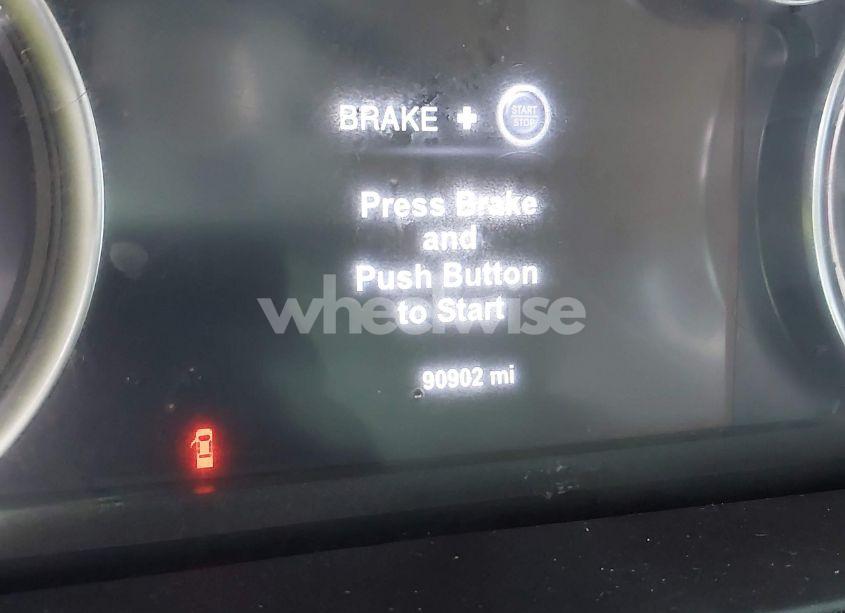 BRAKE + START
STOP
Press Brake
and
Push Button
to Start
wheelwise
90902 mi